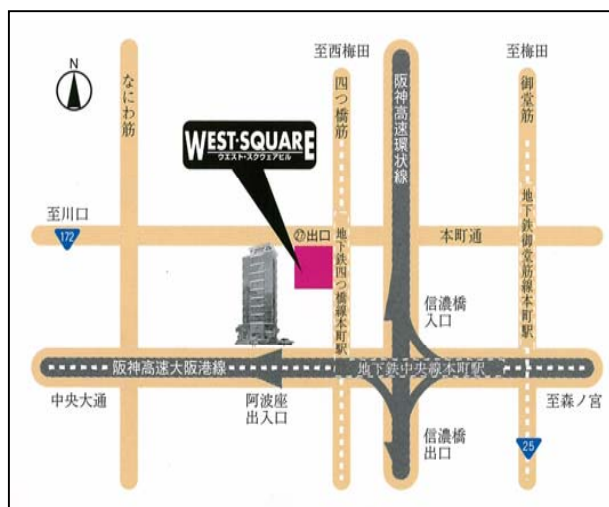 N
なにわ筋
至西梅田
四つ橋筋
阪神高速環状線
至梅田
御堂筋
WEST・SQUARE
ウエスト・スクウェアビル
至川口
172
㉗出口
本町通
地下鉄四つ橋線本町駅
地下鉄御堂筋線本町駅
信濃橋
入口
阪神高速大阪港線
地下鉄中央線本町駅
中央大通
阿波座
出入口
至森ノ宮
信濃橋
出口
25